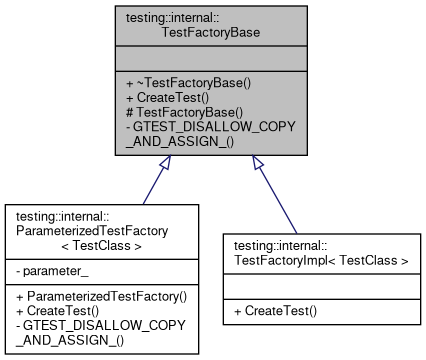 testing::internal::
TestFactoryBase
+ ~TestFactoryBase()
+ CreateTest()
# TestFactoryBase()
- GTEST_DISALLOW_COPY
_AND_ASSIGN_()
testing::internal::
ParameterizedTestFactory
< TestClass >
- parameter_
+ ParameterizedTestFactory()
+ CreateTest()
- GTEST_DISALLOW_COPY
_AND_ASSIGN_()
testing::internal::
TestFactoryImpl< TestClass >
+ CreateTest()